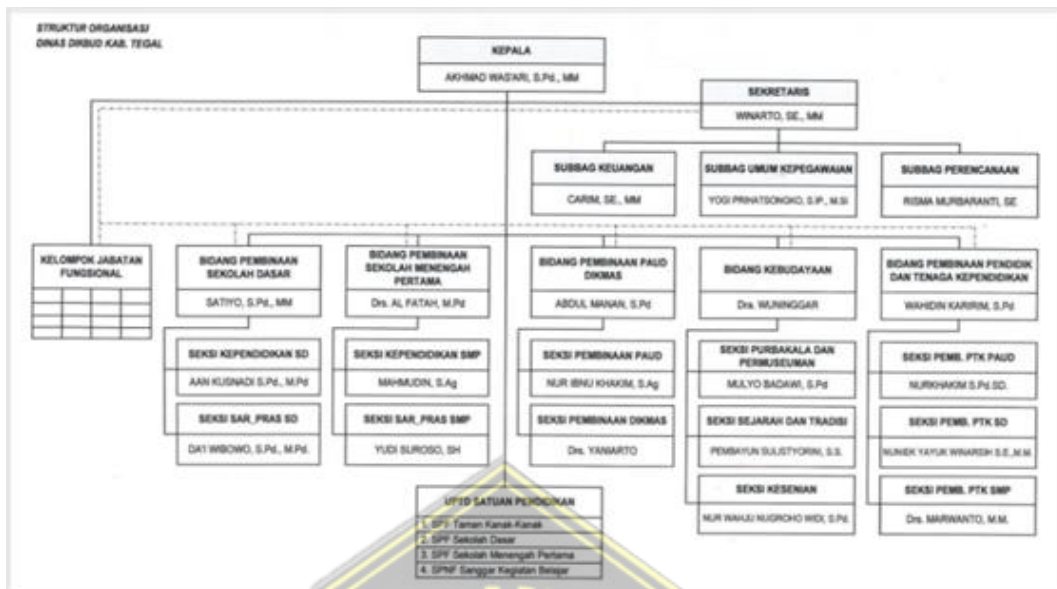 STRUKTUR ORGANISASI
DINAS DIKBUD KAB. TEGAL
KEPALA
AKHMAD WAS'ARI, S.Pd., MM
SEKRETARIS
WINARTO, SE., MM
SUBBAG KEUANGAN
CARIM, SE., MM
SUBBAG UMUM KEPEGAWAIAN
YOGI PRIHATSONGKO, S.IP., M.SI
SUBBAG PERENCANAAN
RISMA MURBARANTI, SE
KELOMPOK JABATAN
FUNGSIONAL
BIDANG PEMBINAAN
SEKOLAH DASAR
SATIYO, S.Pd., MM
BIDANG PEMBINAAN
SEKOLAH MENENGAH
PERTAMA
Drs. AL FATAH, M.Pd
BIDANG PEMBINAAN PAUD
DIKMAS
ABDUL MANAN, S.Pd
BIDANG KEBUDAYAAN
Dra. WUNINGGAR
BIDANG PEMBINAAN PENDIDIK
DAN TENAGA KEPENDIDIKAN
WAHIDIN KARIRIM, S.Pd
SEKSI KEPENDIDIKAN SD
AAN KUSNADI S.Pd., M.Pd
SEKSI SAR_PRAS SD
WIBOWO, S.Pd., M.Pd.
SEKSI KEPENDIDIKAN SMP
MAHMUDIN, S.Ag
SEKSI SAR_PRAS SMP
YUDI SUROSO, SH
SEKSI PEMBINAAN PAUD
NUR IBNU KHAKIM, S.Ag
SEKSI PEMBINAAN DIKMAS
Drs. YANIARTO
SEKSI PURBAKALA DAN
PERMUSEUMAN
MULYO BADAWI, S.Pd
SEKSI SEJARAH DAN TRADISI
PEMBAYUN SULISTYORINI, S.S.
SEKSI KESENIAN
NUR WAHJU NUGROHO WIDI, S.Pd.
SEKSI PEMB. PTK PAUD
NURKHAKIM S.Pd.SD.
SEKSI PEMB. PTK SD
NUNIEK YAYUK WINARSIH S.E.,M.M.
SEKSI PEMB. PTK SMP
Drs. MARWANTO, M.M.
UPTD SATUAN PENDIDIKAN
1. SPF Taman Kanak-Kanak
2. SPF Sekolah Dasar
3. SPF Sekolah Menengah Pertama
4. SPNF Sanggar Kegiatan Belajar